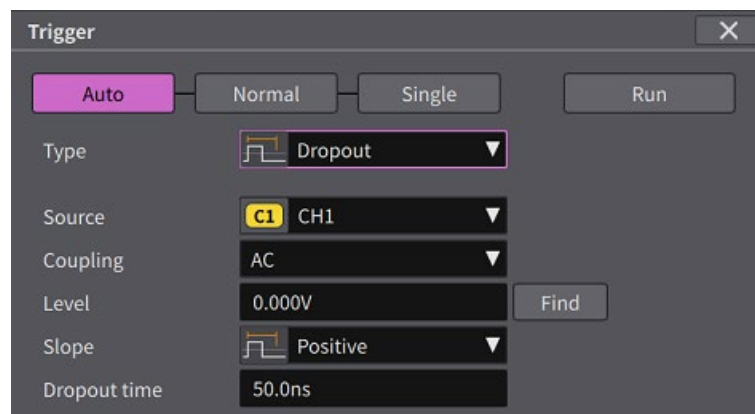 Trigger
Auto Normal Single Run
Type Dropout
Source C1 CH1
Coupling AC
Level 0.000V Find
Slope Positive
Dropout time 50.0ns